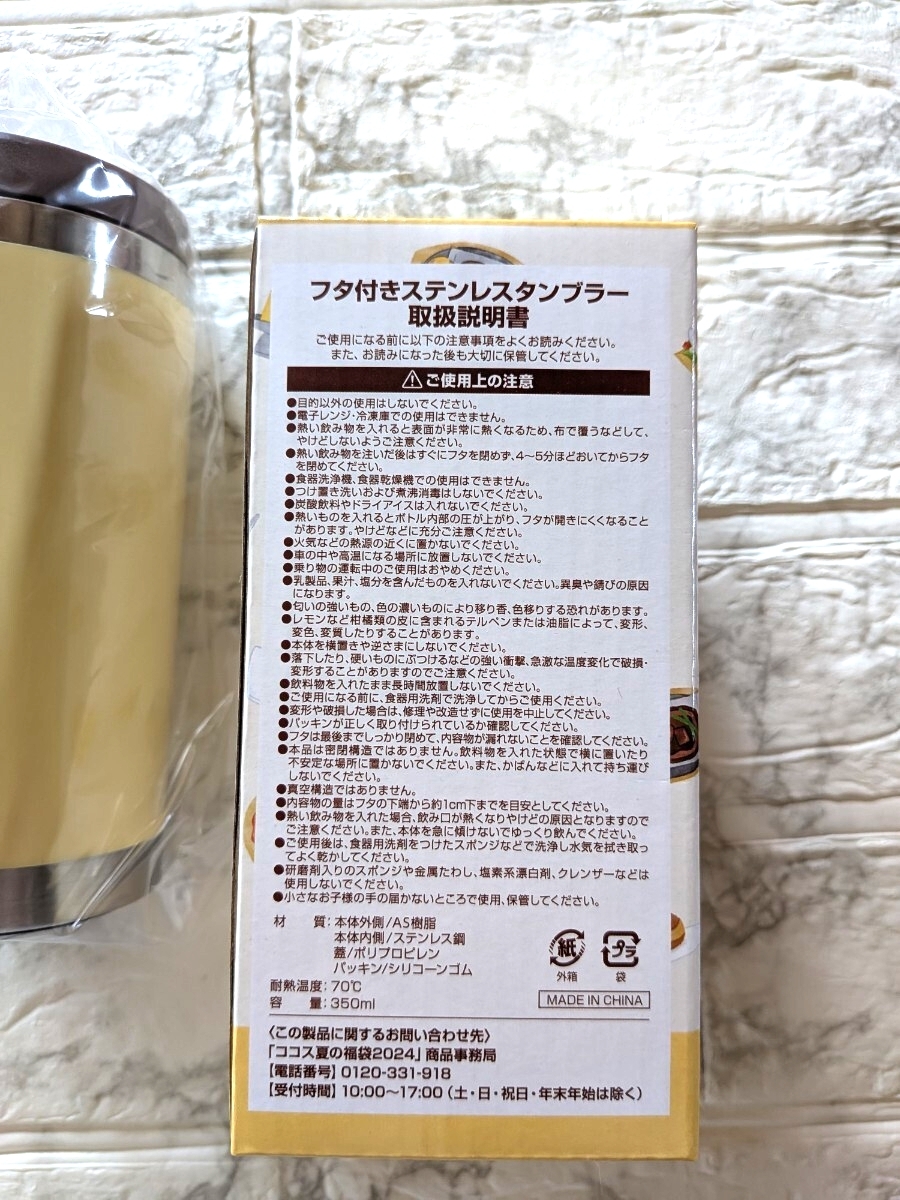 フタ付きステンレスタンブラー
取扱説明書
ご使用になる前に以下の注意事項をよくお読みください。
また、お読みになった後も大切に保管してください。
ご使用上の注意
●目的以外の使用はしないでください。
●電子レンジ・冷凍庫での使用はできません。
●熱い飲み物を入れると表面が非常に熱くなるため、布で覆うなどして、
やけどしないようご注意ください。
●熱い飲み物を注いだ後はすぐにフタを閉めず、4～5分ほどおいてからフタ
を閉めてください。
●食器洗浄機、食器乾燥機での使用はできません。
●つけ置き洗いおよび煮沸消毒はしないでください。
●炭酸飲料やドライアイスは入れないでください。
●熱いものを入れるとボトル内部の圧が上がり、フタが開きにくくなること
があります。やけどなどに充分ご注意ください。
●火気などの熱源の近くに置かないでください。
●車の中や高温になる場所に放置しないでください。
●乗り物の運転中のご使用はおやめください。
●乳製品、果汁、塩分を含んだものを入れないでください。異臭や錆びの原因
になります。
●匂いの強いもの、色の濃いものにより移り香、色移りする恐れがあります。
●レモンなど柑橘類の皮に含まれるテルペンまたは油脂によって、変形、
変色、変質したりすることがあります。
●本体を横置きや逆さまにしないでください。
●落下したり、硬いものにぶつけるなどの強い衝撃、急激な温度変化で破損・
変形することがありますのでご注意ください。
●飲料物を入れたまま長時間放置しないでください。
●ご使用になる前に、食器用洗剤で洗浄してからご使用ください。
●変形や破損した場合は、修理や改造せずに使用を中止してください。
●パッキンが正しく取り付けられているか確認してください。
●フタは最後までしっかり閉めて、内容物が漏れないことを確認してください。
●本品は密閉構造ではありません。飲料物を入れた状態で横に置いたり
不安定な場所に置かないでください。また、かばんなどに入れて持ち運び
しないでください。
●真空構造ではありません。
●内容物の量はフタの下端から約1cm下までを目安としてください。
●熱い飲み物を入れた場合、飲み口が熱くなりやけどの原因となりますので
ご注意ください。また、本体を急に傾けないでゆっくり飲んでください。
●ご使用後は、食器用洗剤をつけたスポンジなどで洗浄し水気を拭き取っ
てよく乾かしてください。
●研磨剤入りのスポンジや金属たわし、塩素系漂白剤、クレンザーなどは
使用しないでください。
●小さなお子様の手の届かないところで使用、保管してください。
材 質：本体外側/AS樹脂
本体内側/ステンレス鋼
蓋/ポリプロピレン
パッキン/シリコーンゴム
耐熱温度：70℃
容 量：350ml
紙
外箱
プラ
袋
MADE IN CHINA
〈この製品に関するお問い合わせ先〉
「ココス夏の福袋2024」商品事務局
【電話番号】0120-331-918
【受付時間】10:00～17:00（土・日・祝日・年末年始は除く）